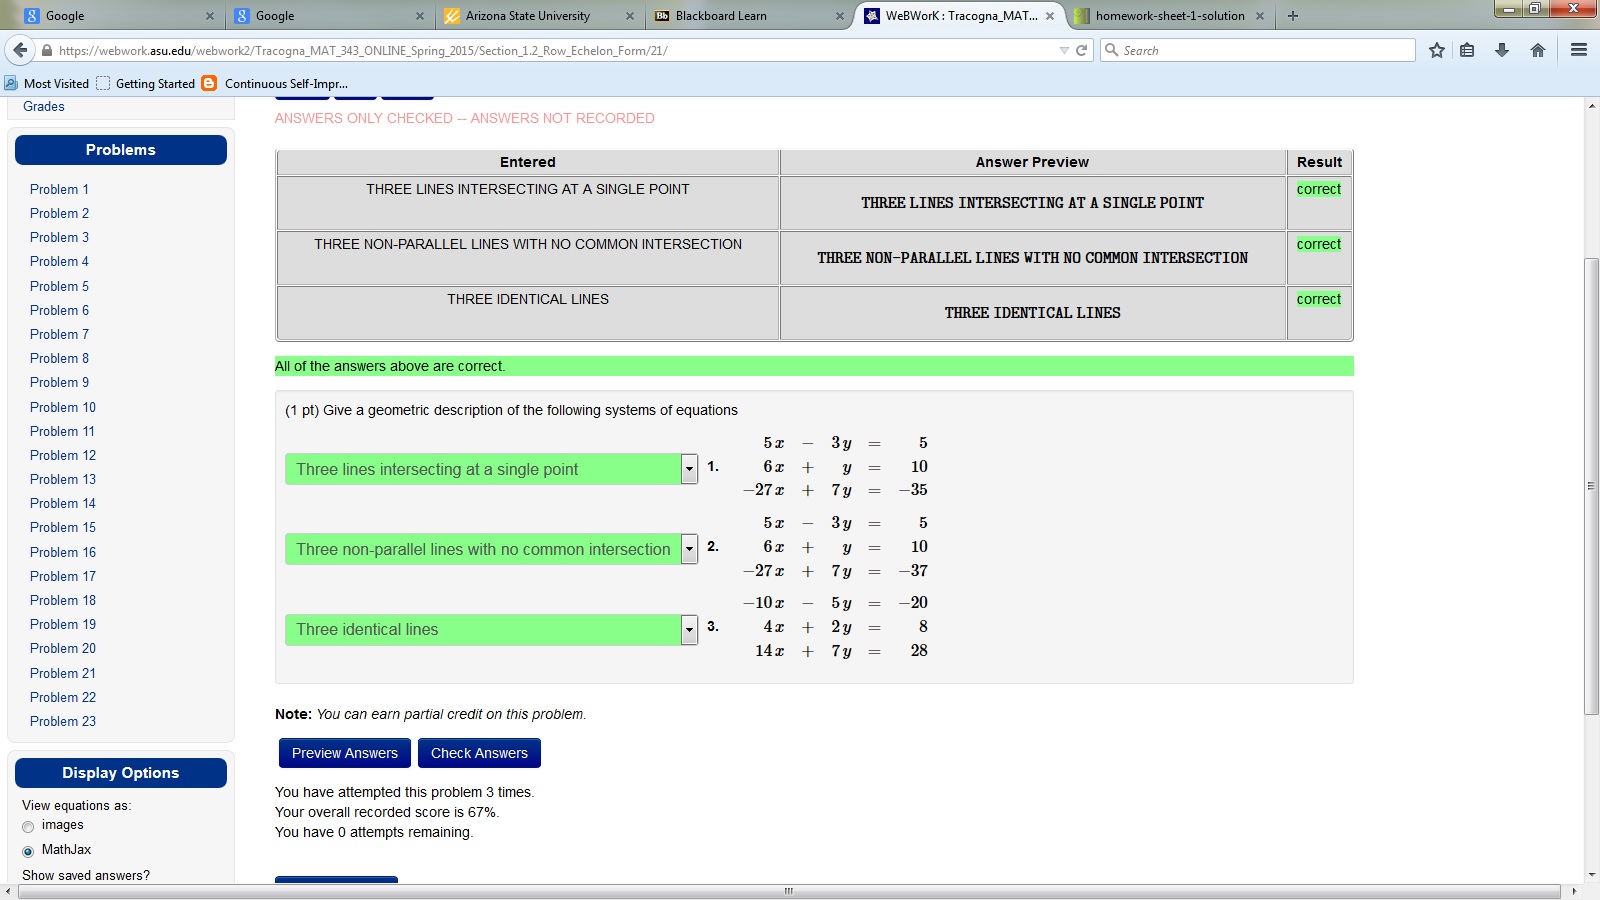 Google
Google
Arizona State University
Bb Blackboard Learn
WeBWorK : Tracogna_MAT...
homework-sheet-1-solution
https://webwork.asu.edu/webwork2/Tracogna_MAT_343_ONLINE_Spring_2015/Section_1.2_Row_Echelon_Form/21/
Search
Most Visited Getting Started Continuous Self-Impr...
Grades
Problems
Problem 1
Problem 2
Problem 3
Problem 4
Problem 5
Problem 6
Problem 7
Problem 8
Problem 9
Problem 10
Problem 11
Problem 12
Problem 13
Problem 14
Problem 15
Problem 16
Problem 17
Problem 18
Problem 19
Problem 20
Problem 21
Problem 22
Problem 23
Display Options
View equations as:
images
MathJax
Show saved answers?
ANSWERS ONLY CHECKED -- ANSWERS NOT RECORDED
Entered Answer Preview Result
THREE LINES INTERSECTING AT A SINGLE POINT THREE LINES INTERSECTING AT A SINGLE POINT correct
THREE NON-PARALLEL LINES WITH NO COMMON INTERSECTION THREE NON-PARALLEL LINES WITH NO COMMON INTERSECTION correct
THREE IDENTICAL LINES THREE IDENTICAL LINES correct
All of the answers above are correct.
(1 pt) Give a geometric description of the following systems of equations
Three lines intersecting at a single point 1.
5x − 3y = 5
6x + y = 10
−27x + 7y = −35
Three non-parallel lines with no common intersection 2.
5x − 3y = 5
6x + y = 10
−27x + 7y = −37
Three identical lines 3.
−10x − 5y = −20
4x + 2y = 8
14x + 7y = 28
Note: You can earn partial credit on this problem.
Preview Answers Check Answers
You have attempted this problem 3 times.
Your overall recorded score is 67%.
You have 0 attempts remaining.